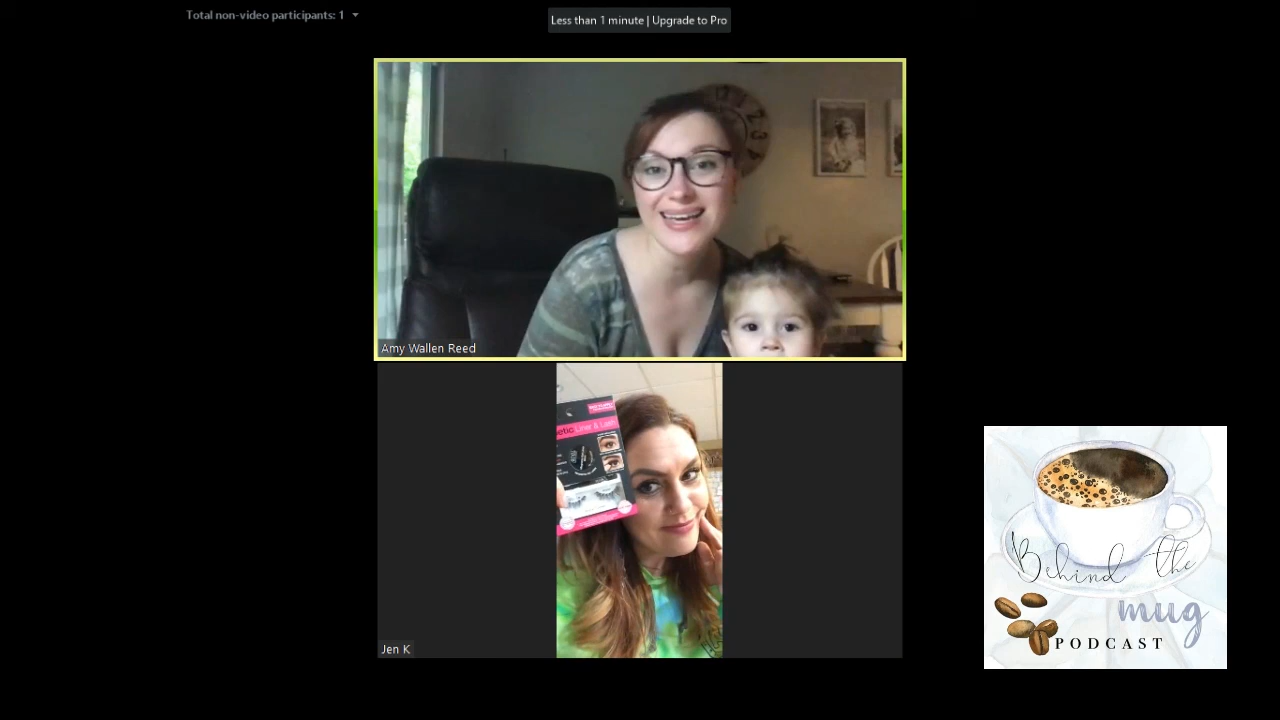 Total non-video participants: 1
Less than 1 minute | Upgrade to Pro
Amy Wallen Reed
etic Liner & Lash
Jen K
Behind the
mug
PODCAST